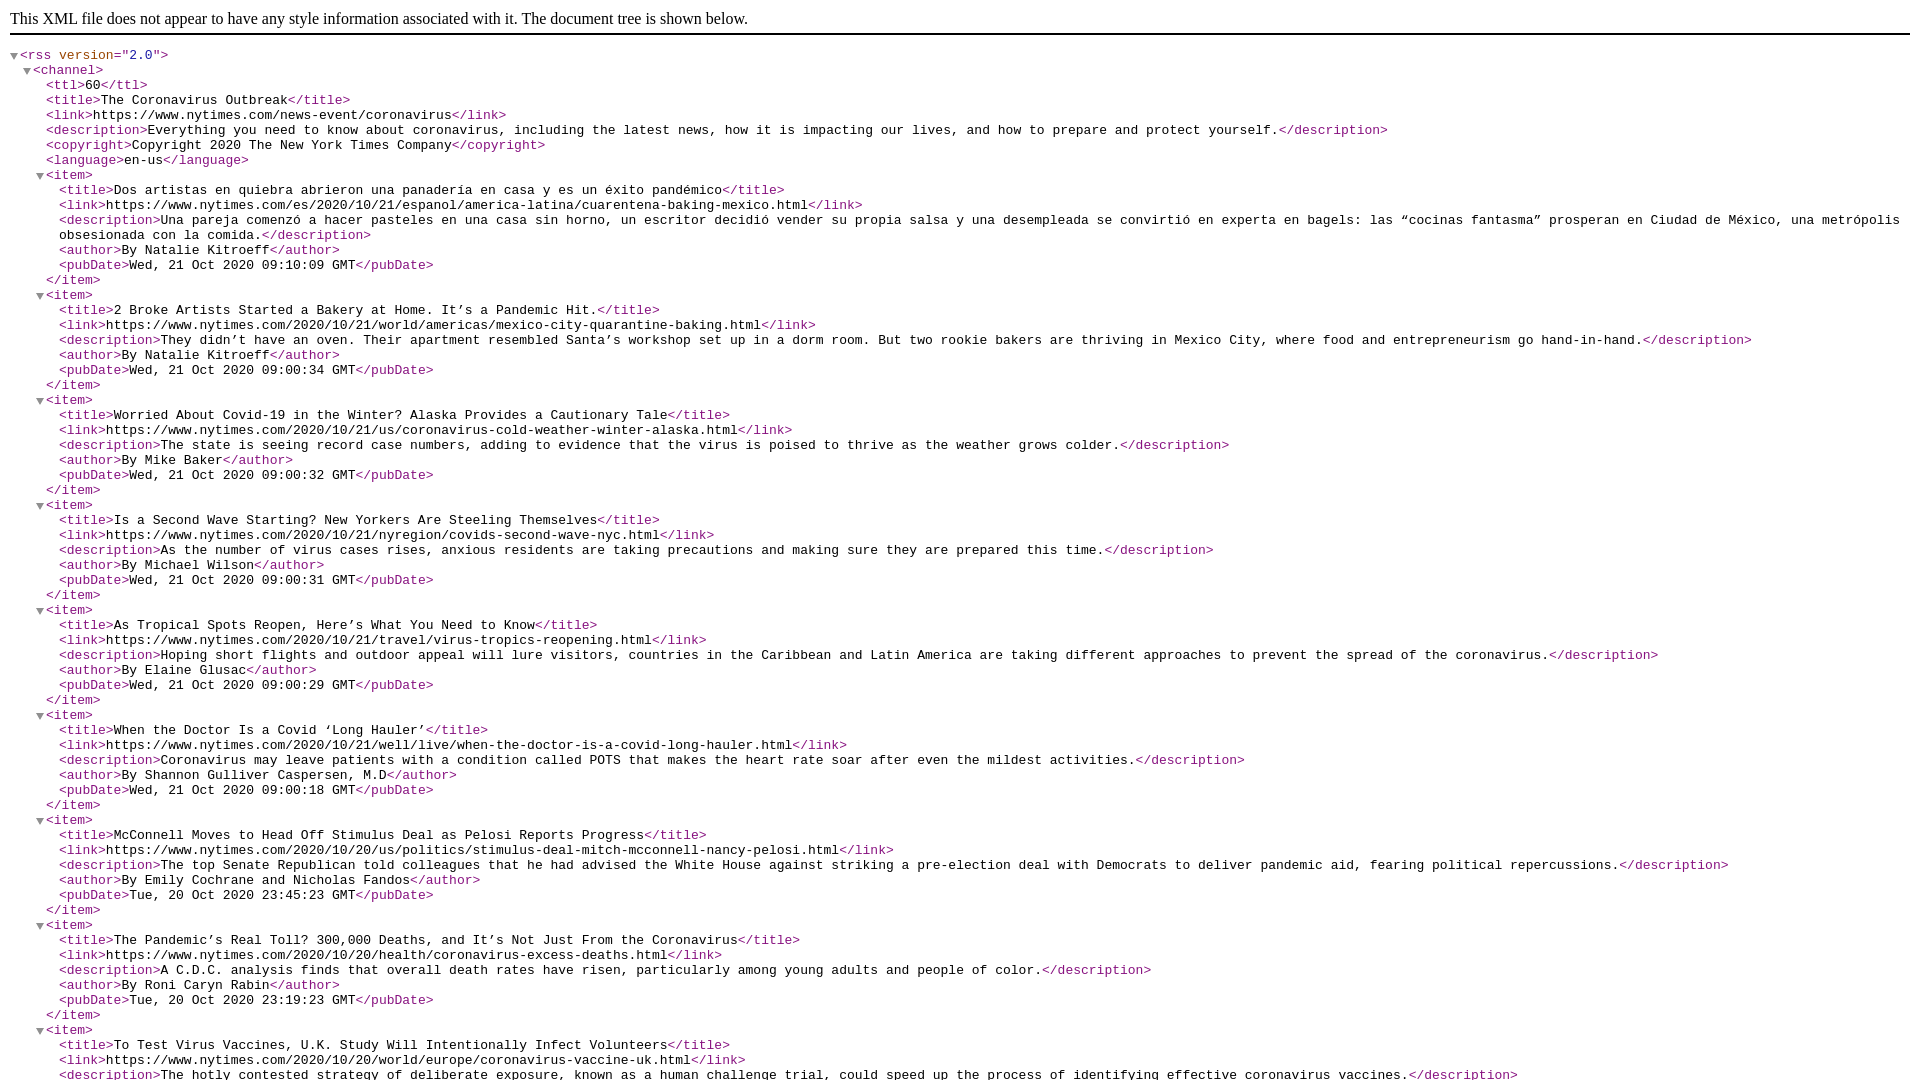 This XML file does not appear to have any style information associated with it. The document tree is shown below.
<rss version="2.0">
<channel>
<ttl>60</ttl>
<title>The Coronavirus Outbreak</title>
<link>https://www.nytimes.com/news-event/coronavirus</link>
<description>Everything you need to know about coronavirus, including the latest news, how it is impacting our lives, and how to prepare and protect yourself.</description>
<copyright>Copyright 2020 The New York Times Company</copyright>
<language>en-us</language>
<item>
<title>Dos artistas en quiebra abrieron una panadería en casa y es un éxito pandémico</title>
<link>https://www.nytimes.com/es/2020/10/21/espanol/america-latina/cuarentena-baking-mexico.html</link>
<description>Una pareja comenzó a hacer pasteles en una casa sin horno, un escritor decidió vender su propia salsa y una desempleada se convirtió en experta en bagels: las “cocinas fantasma” prosperan en Ciudad de México, una metrópolis
obsesionada con la comida.</description>
<author>By Natalie Kitroeff</author>
<pubDate>Wed, 21 Oct 2020 09:10:09 GMT</pubDate>
</item>
<item>
<title>2 Broke Artists Started a Bakery at Home. It’s a Pandemic Hit.</title>
<link>https://www.nytimes.com/2020/10/21/world/americas/mexico-city-quarantine-baking.html</link>
<description>They didn’t have an oven. Their apartment resembled Santa’s workshop set up in a dorm room. But two rookie bakers are thriving in Mexico City, where food and entrepreneurism go hand-in-hand.</description>
<author>By Natalie Kitroeff</author>
<pubDate>Wed, 21 Oct 2020 09:00:34 GMT</pubDate>
</item>
<item>
<title>Worried About Covid-19 in the Winter? Alaska Provides a Cautionary Tale</title>
<link>https://www.nytimes.com/2020/10/21/us/coronavirus-cold-weather-winter-alaska.html</link>
<description>The state is seeing record case numbers, adding to evidence that the virus is poised to thrive as the weather grows colder.</description>
<author>By Mike Baker</author>
<pubDate>Wed, 21 Oct 2020 09:00:32 GMT</pubDate>
</item>
<item>
<title>Is a Second Wave Starting? New Yorkers Are Steeling Themselves</title>
<link>https://www.nytimes.com/2020/10/21/nyregion/covids-second-wave-nyc.html</link>
<description>As the number of virus cases rises, anxious residents are taking precautions and making sure they are prepared this time.</description>
<author>By Michael Wilson</author>
<pubDate>Wed, 21 Oct 2020 09:00:31 GMT</pubDate>
</item>
<item>
<title>As Tropical Spots Reopen, Here’s What You Need to Know</title>
<link>https://www.nytimes.com/2020/10/21/travel/virus-tropics-reopening.html</link>
<description>Hoping short flights and outdoor appeal will lure visitors, countries in the Caribbean and Latin America are taking different approaches to prevent the spread of the coronavirus.</description>
<author>By Elaine Glusac</author>
<pubDate>Wed, 21 Oct 2020 09:00:29 GMT</pubDate>
</item>
<item>
<title>When the Doctor Is a Covid ‘Long Hauler’</title>
<link>https://www.nytimes.com/2020/10/21/well/live/when-the-doctor-is-a-covid-long-hauler.html</link>
<description>Coronavirus may leave patients with a condition called POTS that makes the heart rate soar after even the mildest activities.</description>
<author>By Shannon Gulliver Caspersen, M.D</author>
<pubDate>Wed, 21 Oct 2020 09:00:18 GMT</pubDate>
</item>
<item>
<title>McConnell Moves to Head Off Stimulus Deal as Pelosi Reports Progress</title>
<link>https://www.nytimes.com/2020/10/20/us/politics/stimulus-deal-mitch-mcconnell-nancy-pelosi.html</link>
<description>The top Senate Republican told colleagues that he had advised the White House against striking a pre-election deal with Democrats to deliver pandemic aid, fearing political repercussions.</description>
<author>By Emily Cochrane and Nicholas Fandos</author>
<pubDate>Tue, 20 Oct 2020 23:45:23 GMT</pubDate>
</item>
<item>
<title>The Pandemic’s Real Toll? 300,000 Deaths, and It’s Not Just From the Coronavirus</title>
<link>https://www.nytimes.com/2020/10/20/health/coronavirus-excess-deaths.html</link>
<description>A C.D.C. analysis finds that overall death rates have risen, particularly among young adults and people of color.</description>
<author>By Roni Caryn Rabin</author>
<pubDate>Tue, 20 Oct 2020 23:19:23 GMT</pubDate>
</item>
<item>
<title>To Test Virus Vaccines, U.K. Study Will Intentionally Infect Volunteers</title>
<link>https://www.nytimes.com/2020/10/20/world/europe/coronavirus-vaccine-uk.html</link>
<description>The hotly contested strategy of deliberate exposure, known as a human challenge trial, could speed up the process of identifying effective coronavirus vaccines.</description>